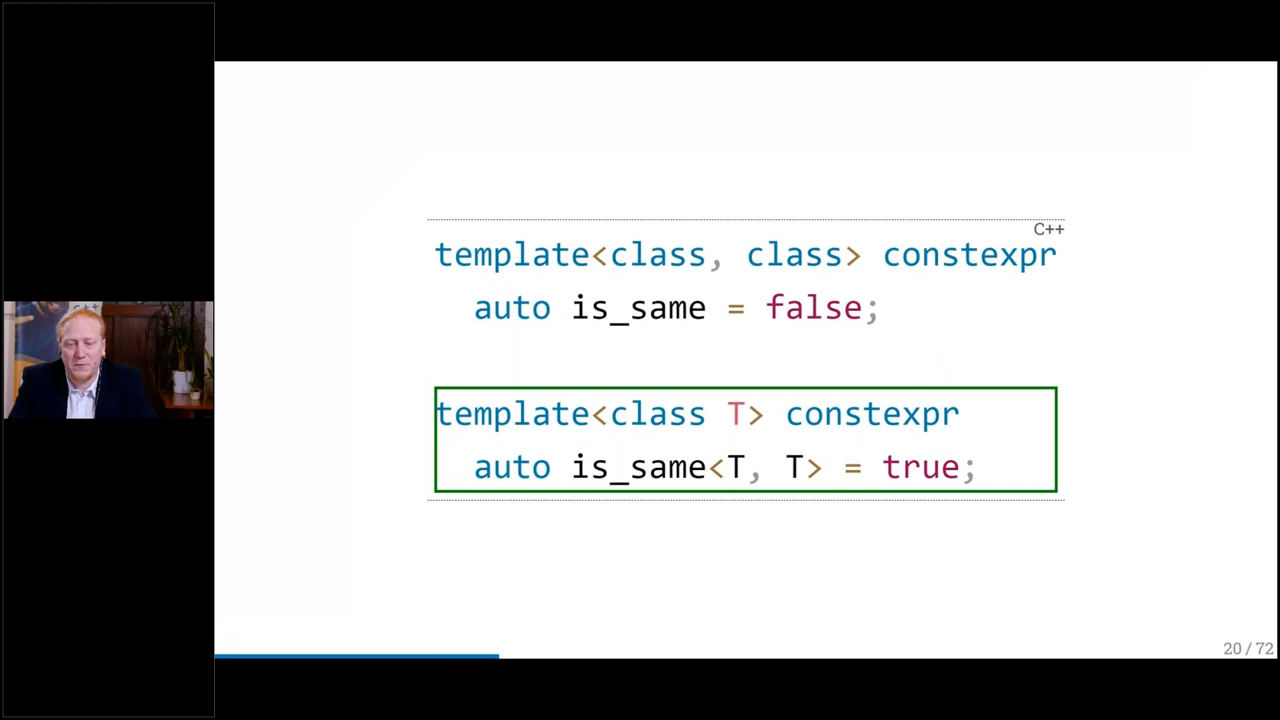 C++
template<class, class> constexpr
auto is_same = false;
template<class T> constexpr
auto is_same<T, T> = true;
20 / 72